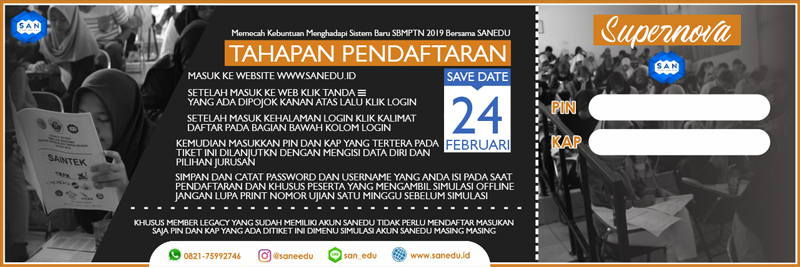 SAN
Memecah Kebuntuan Menghadapi Sistem Baru SBMPTN 2019 Bersama SANEDU
TAHAPAN PENDAFTARAN
MASUK KE WEBSITE WWW.SANEDU.ID
SETELAH MASUK KE WEB KLIK TANDA ☰
YANG ADA DIPOJOK KANAN ATAS LALU KLIK LOGIN
SETELAH MASUK KEHALAMAN LOGIN KLIK KALIMAT
DAFTAR PADA BAGIAN BAWAH KOLOM LOGIN
KEMUDIAN MASUKKAN PIN DAN KAP YANG TERTERA PADA
TIKET INI DILANJUTKN DENGAN MENGISI DATA DIRI DAN
PILIHAN JURUSAN
SIMPAN DAN CATAT PASSWORD DAN USERNAME YANG ANDA ISI PADA SAAT
PENDAFTARAN DAN KHUSUS PESERTA YANG MENGAMBIL SIMULASI OFFLINE
JANGAN LUPA PRINT NOMOR UJIAN SATU MINGGU SEBELUM SIMULASI
SAVE DATE
24
FEBRUARI
KHUSUS MEMBER LEGACY YANG SUDAH MEMILIKI AKUN SANEDU TIDAK PERLU MENDAFTAR MASUKAN
SAJA PIN DAN KAP YANG ADA DITIKET INI DIMENU SIMULASI AKUN SANEDU MASING MASING
0821-75992746
@saneedu
san_edu
www.sanedu.id
SAINTEK
Supernova
SAN
PIN
KAP